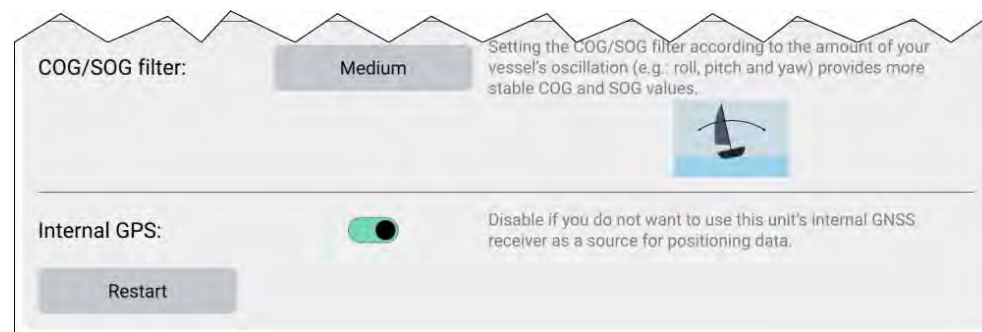 COG/SOG filter:
Medium
Setting the COG/SOG filter according to the amount of your
vessel's oscillation (e.g.: roll, pitch and yaw) provides more
stable COG and SOG values.
Internal GPS:
Disable if you do not want to use this unit's internal GNSS
receiver as a source for positioning data.
Restart